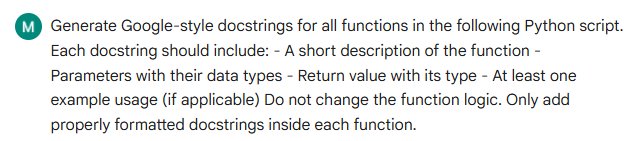 M
Generate Google-style docstrings for all functions in the following Python script.
Each docstring should include: - A short description of the function -
Parameters with their data types - Return value with its type - At least one
example usage (if applicable) Do not change the function logic. Only add
properly formatted docstrings inside each function.